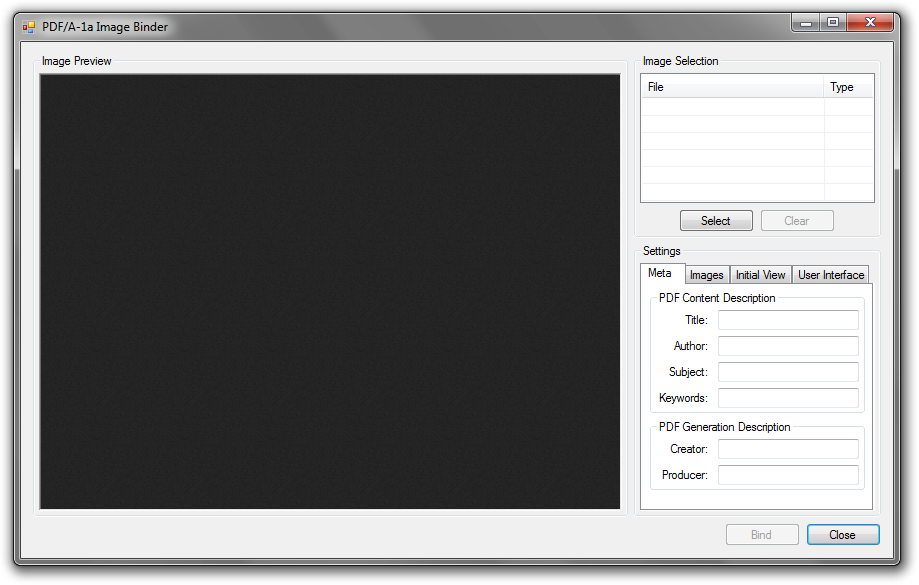 PDF/A-1a Image Binder
Image Preview
Image Selection
File Type
Select Clear
Settings
Meta Images Initial View User Interface
PDF Content Description
Title:
Author:
Subject:
Keywords:
PDF Generation Description
Creator:
Producer:
Bind Close